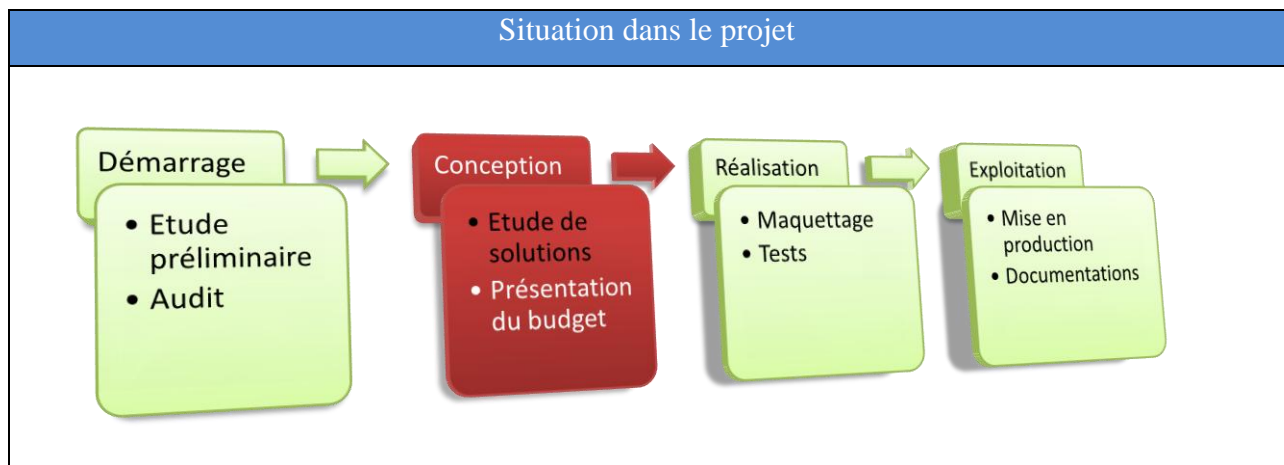 Situation dans le projet
Démarrage
• Etude
préliminaire
• Audit
Conception
• Etude de
solutions
• Présentation
du budget
Réalisation
• Maquettage
• Tests
Exploitation
• Mise en
production
• Documentations